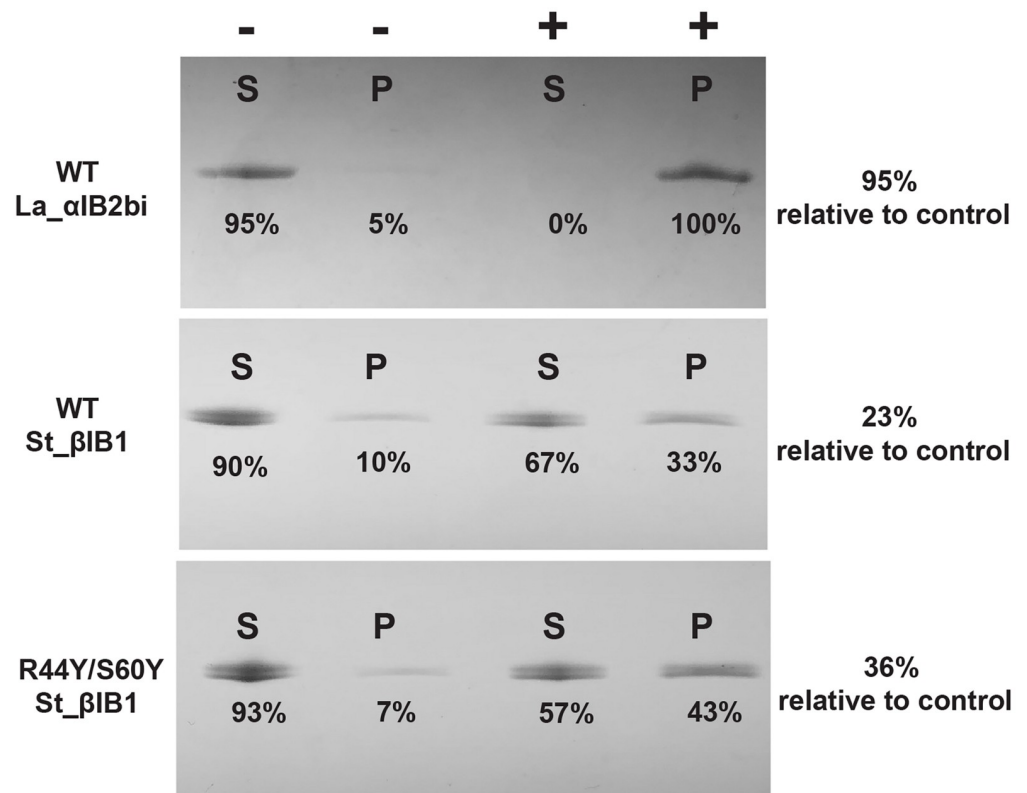 - - + +
S P S P
WT
La_αIB2bi
95% 5% 0% 100%
95%
relative to control
S P S P
WT
St_βIB1
90% 10% 67% 33%
23%
relative to control
S P S P
R44Y/S60Y
St_βIB1
93% 7% 57% 43%
36%
relative to control